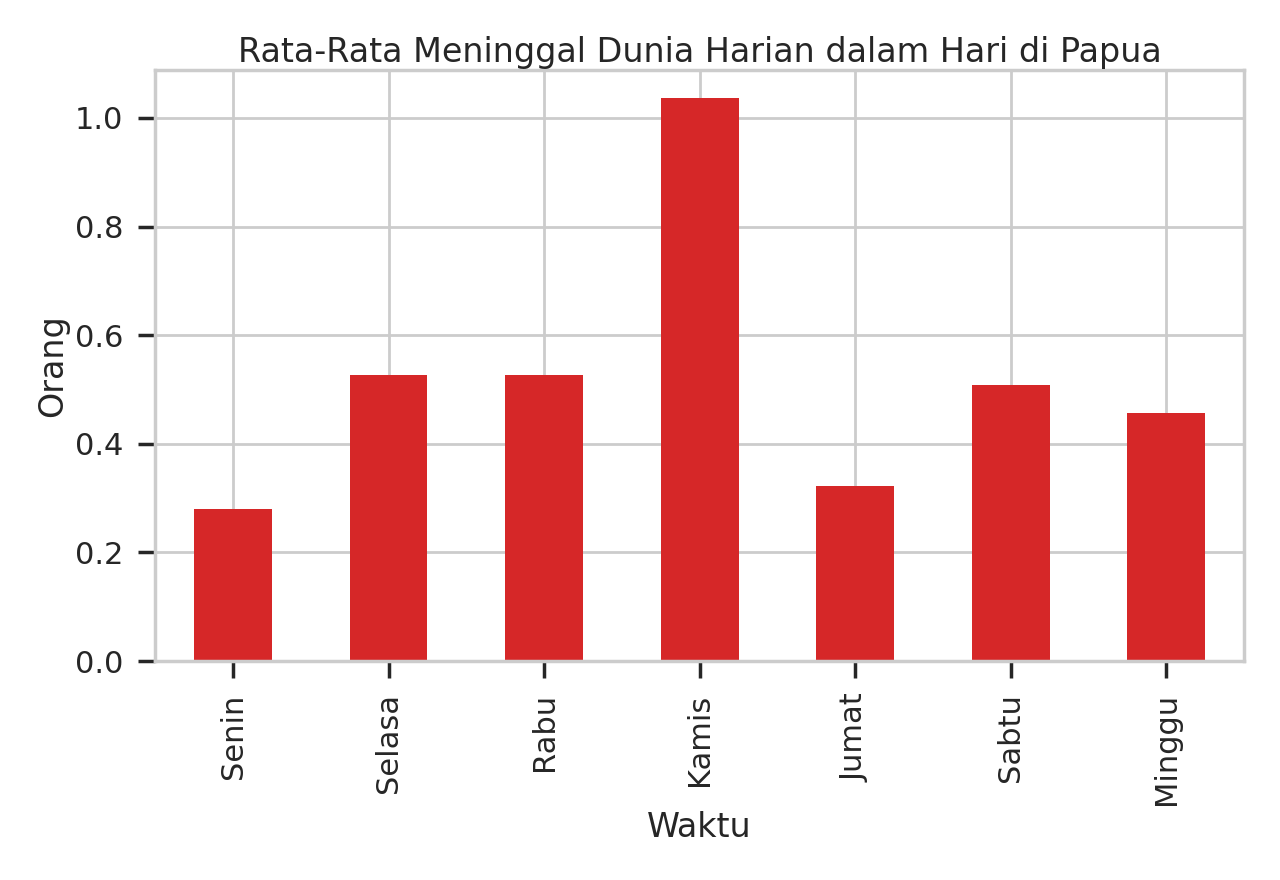 Rata-Rata Meninggal Dunia Harian dalam Hari di Papua
Orang
1.0
0.8
0.6
0.4
0.2
0.0
Senin
Selasa
Rabu
Kamis
Jumat
Sabtu
Minggu
Waktu